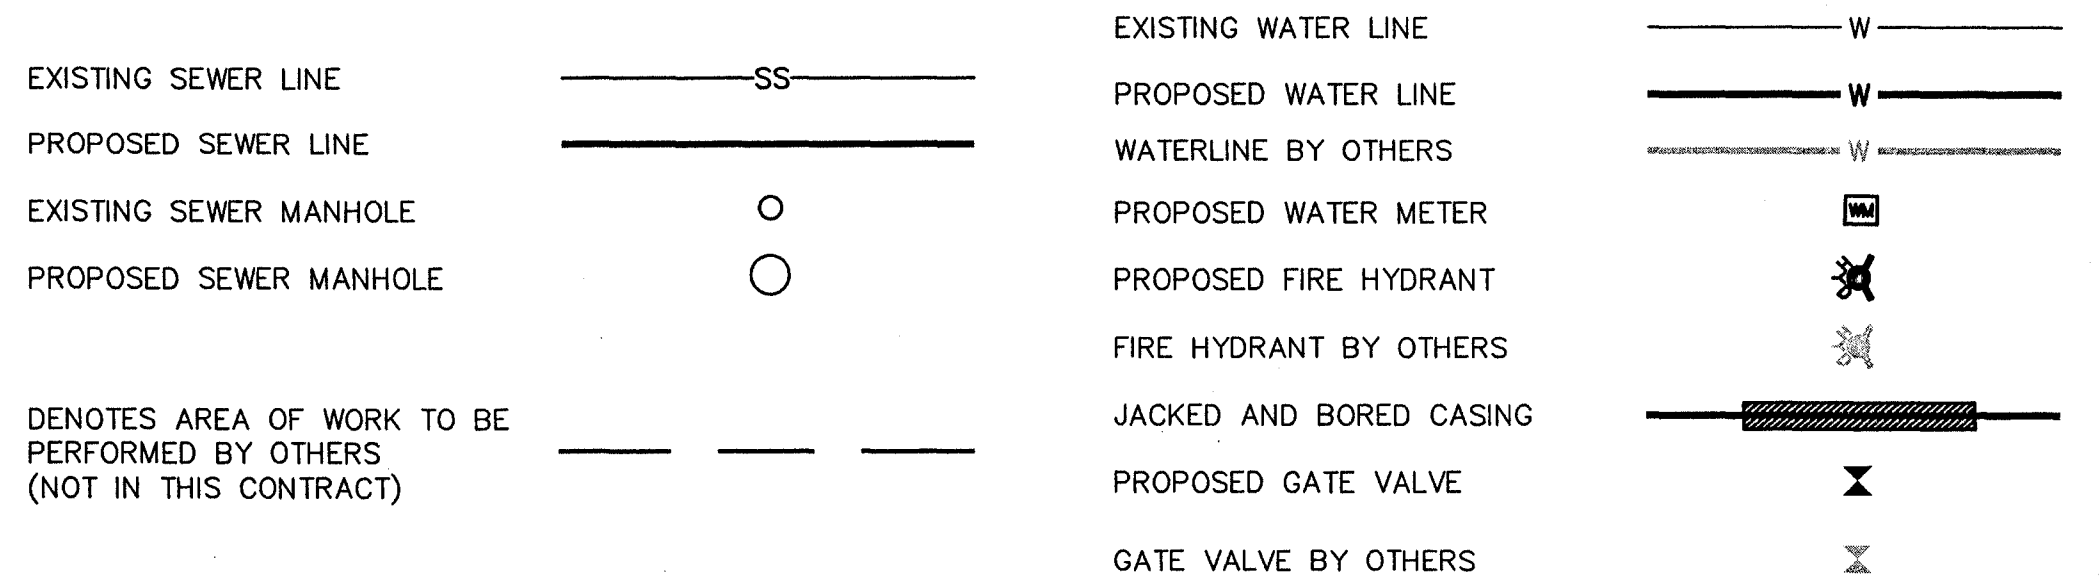 EXISTING SEWER LINE SS
PROPOSED SEWER LINE
EXISTING SEWER MANHOLE
PROPOSED SEWER MANHOLE
DENOTES AREA OF WORK TO BE
PERFORMED BY OTHERS
(NOT IN THIS CONTRACT)
EXISTING WATER LINE W
PROPOSED WATER LINE W
WATERLINE BY OTHERS W
PROPOSED WATER METER WM
PROPOSED FIRE HYDRANT
FIRE HYDRANT BY OTHERS
JACKED AND BORED CASING
PROPOSED GATE VALVE
GATE VALVE BY OTHERS